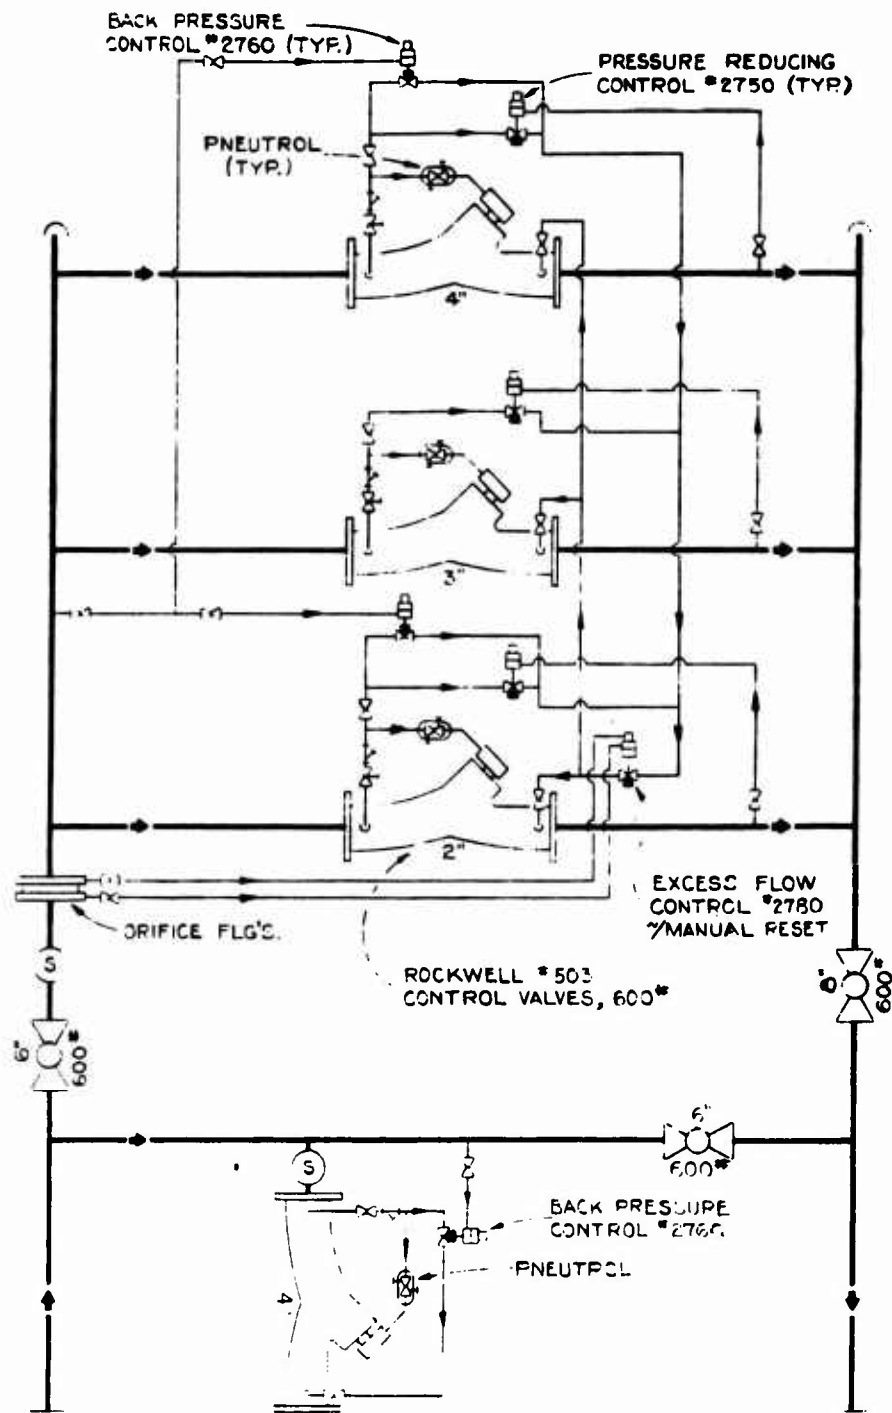 BACK PRESSURE
CONTROL #2760 (TYP.)
PRESSURE REDUCING
CONTROL #2750 (TYP.)
PNEUTROL
(TYP.)
4"
3"
2"
ORIFICE FLG'S.
EXCESS FLOW
CONTROL #2780
~/MANUAL RESET
ROCKWELL #503
CONTROL VALVES, 600#
S
6"
600#
600#
6"
600#
S
BACK PRESSURE
CONTROL #2760
PNEUTROL
4